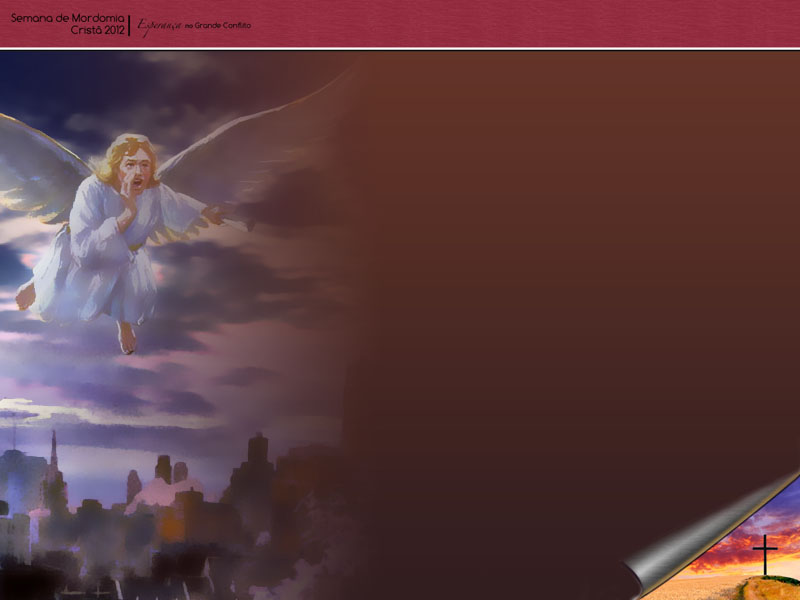 Semana de Mordomia
Cristã 2012
Esperança no Grande Conflito